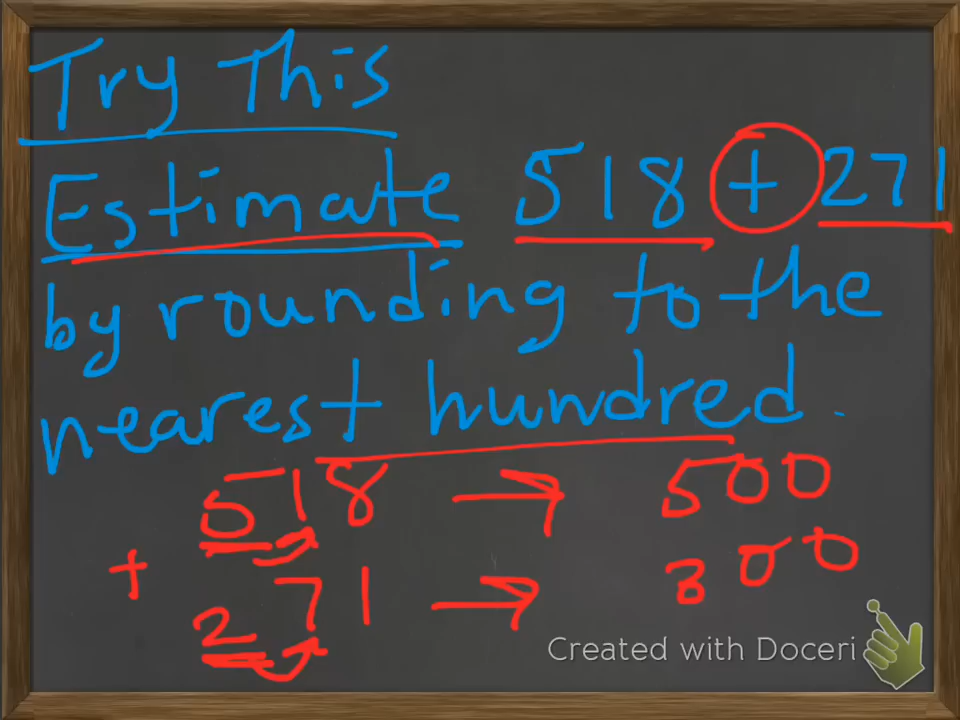 Try This
Estimate 518 + 271
by rounding to the
nearest hundred.
518 → 500
+ 271 → 300
Created with Doceri